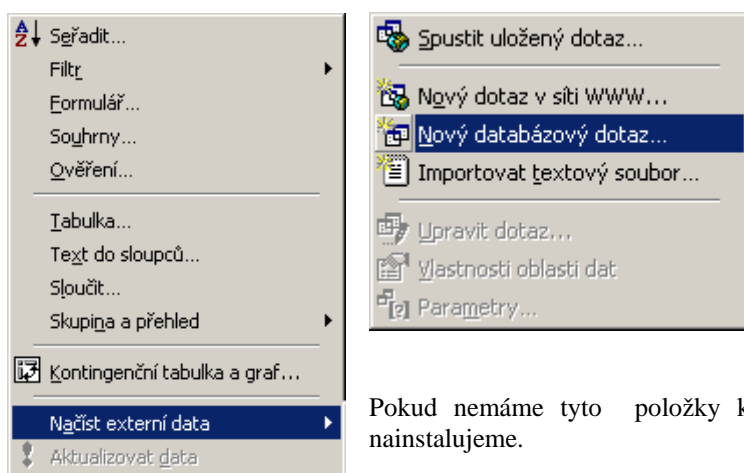 Seřadit...
Filtr
Formulář...
Souhrny...
Ověření...
Tabulka...
Text do sloupců...
Sloučit...
Skupina a přehled
Kontingenční tabulka a graf...
Načíst externí data
Aktualizovat data
Spustit uložený dotaz...
Nový dotaz v síti WWW...
Nový databázový dotaz...
Importovat textový soubor...
Upravit dotaz...
Vlastnosti oblasti dat
Parametry...
Pokud nemáme tyto položky k
nainstalujeme.